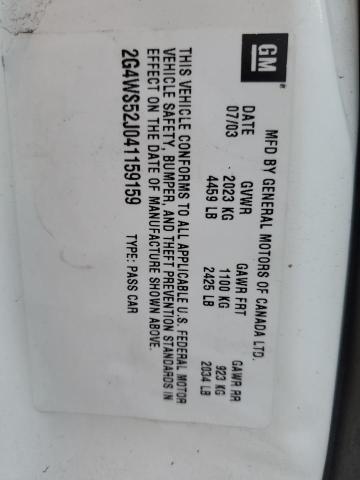 GM
MFD BY GENERAL MOTORS OF CANADA LTD.
DATE GVWR GAWR FRT GAWR RR
07/03 2023 KG 1100 KG 923 KG
4459 LB 2425 LB 2034 LB
THIS VEHICLE CONFORMS TO ALL APPLICABLE U.S. FEDERAL MOTOR
VEHICLE SAFETY, BUMPER, AND THEFT PREVENTION STANDARDS IN
EFFECT ON THE DATE OF MANUFACTURE SHOWN ABOVE.
2G4WS52J041159159 TYPE: PASS CAR